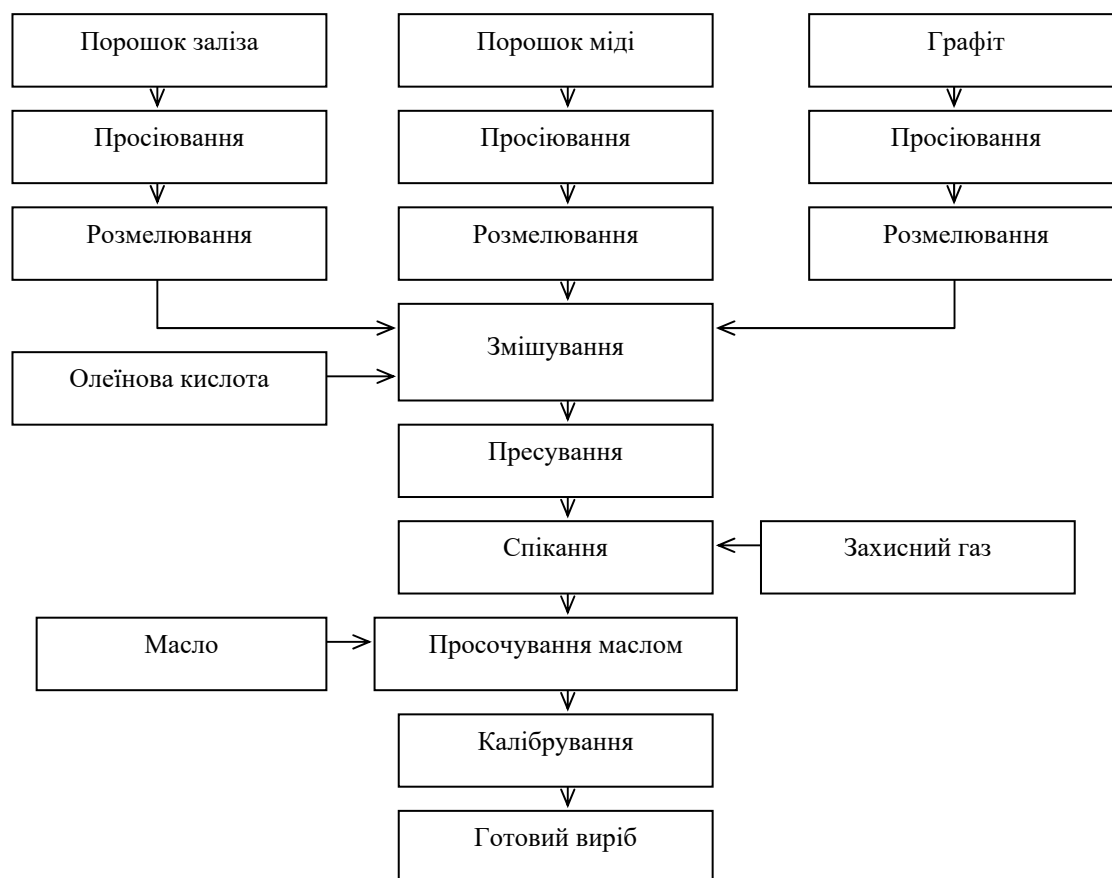 Порошок заліза
Порошок міді
Графіт
Просіювання
Просіювання
Просіювання
Розмелювання
Розмелювання
Розмелювання
Змішування
Олеїнова кислота
Пресування
Спікання
Захисний газ
Масло
Просочування маслом
Калібрування
Готовий виріб